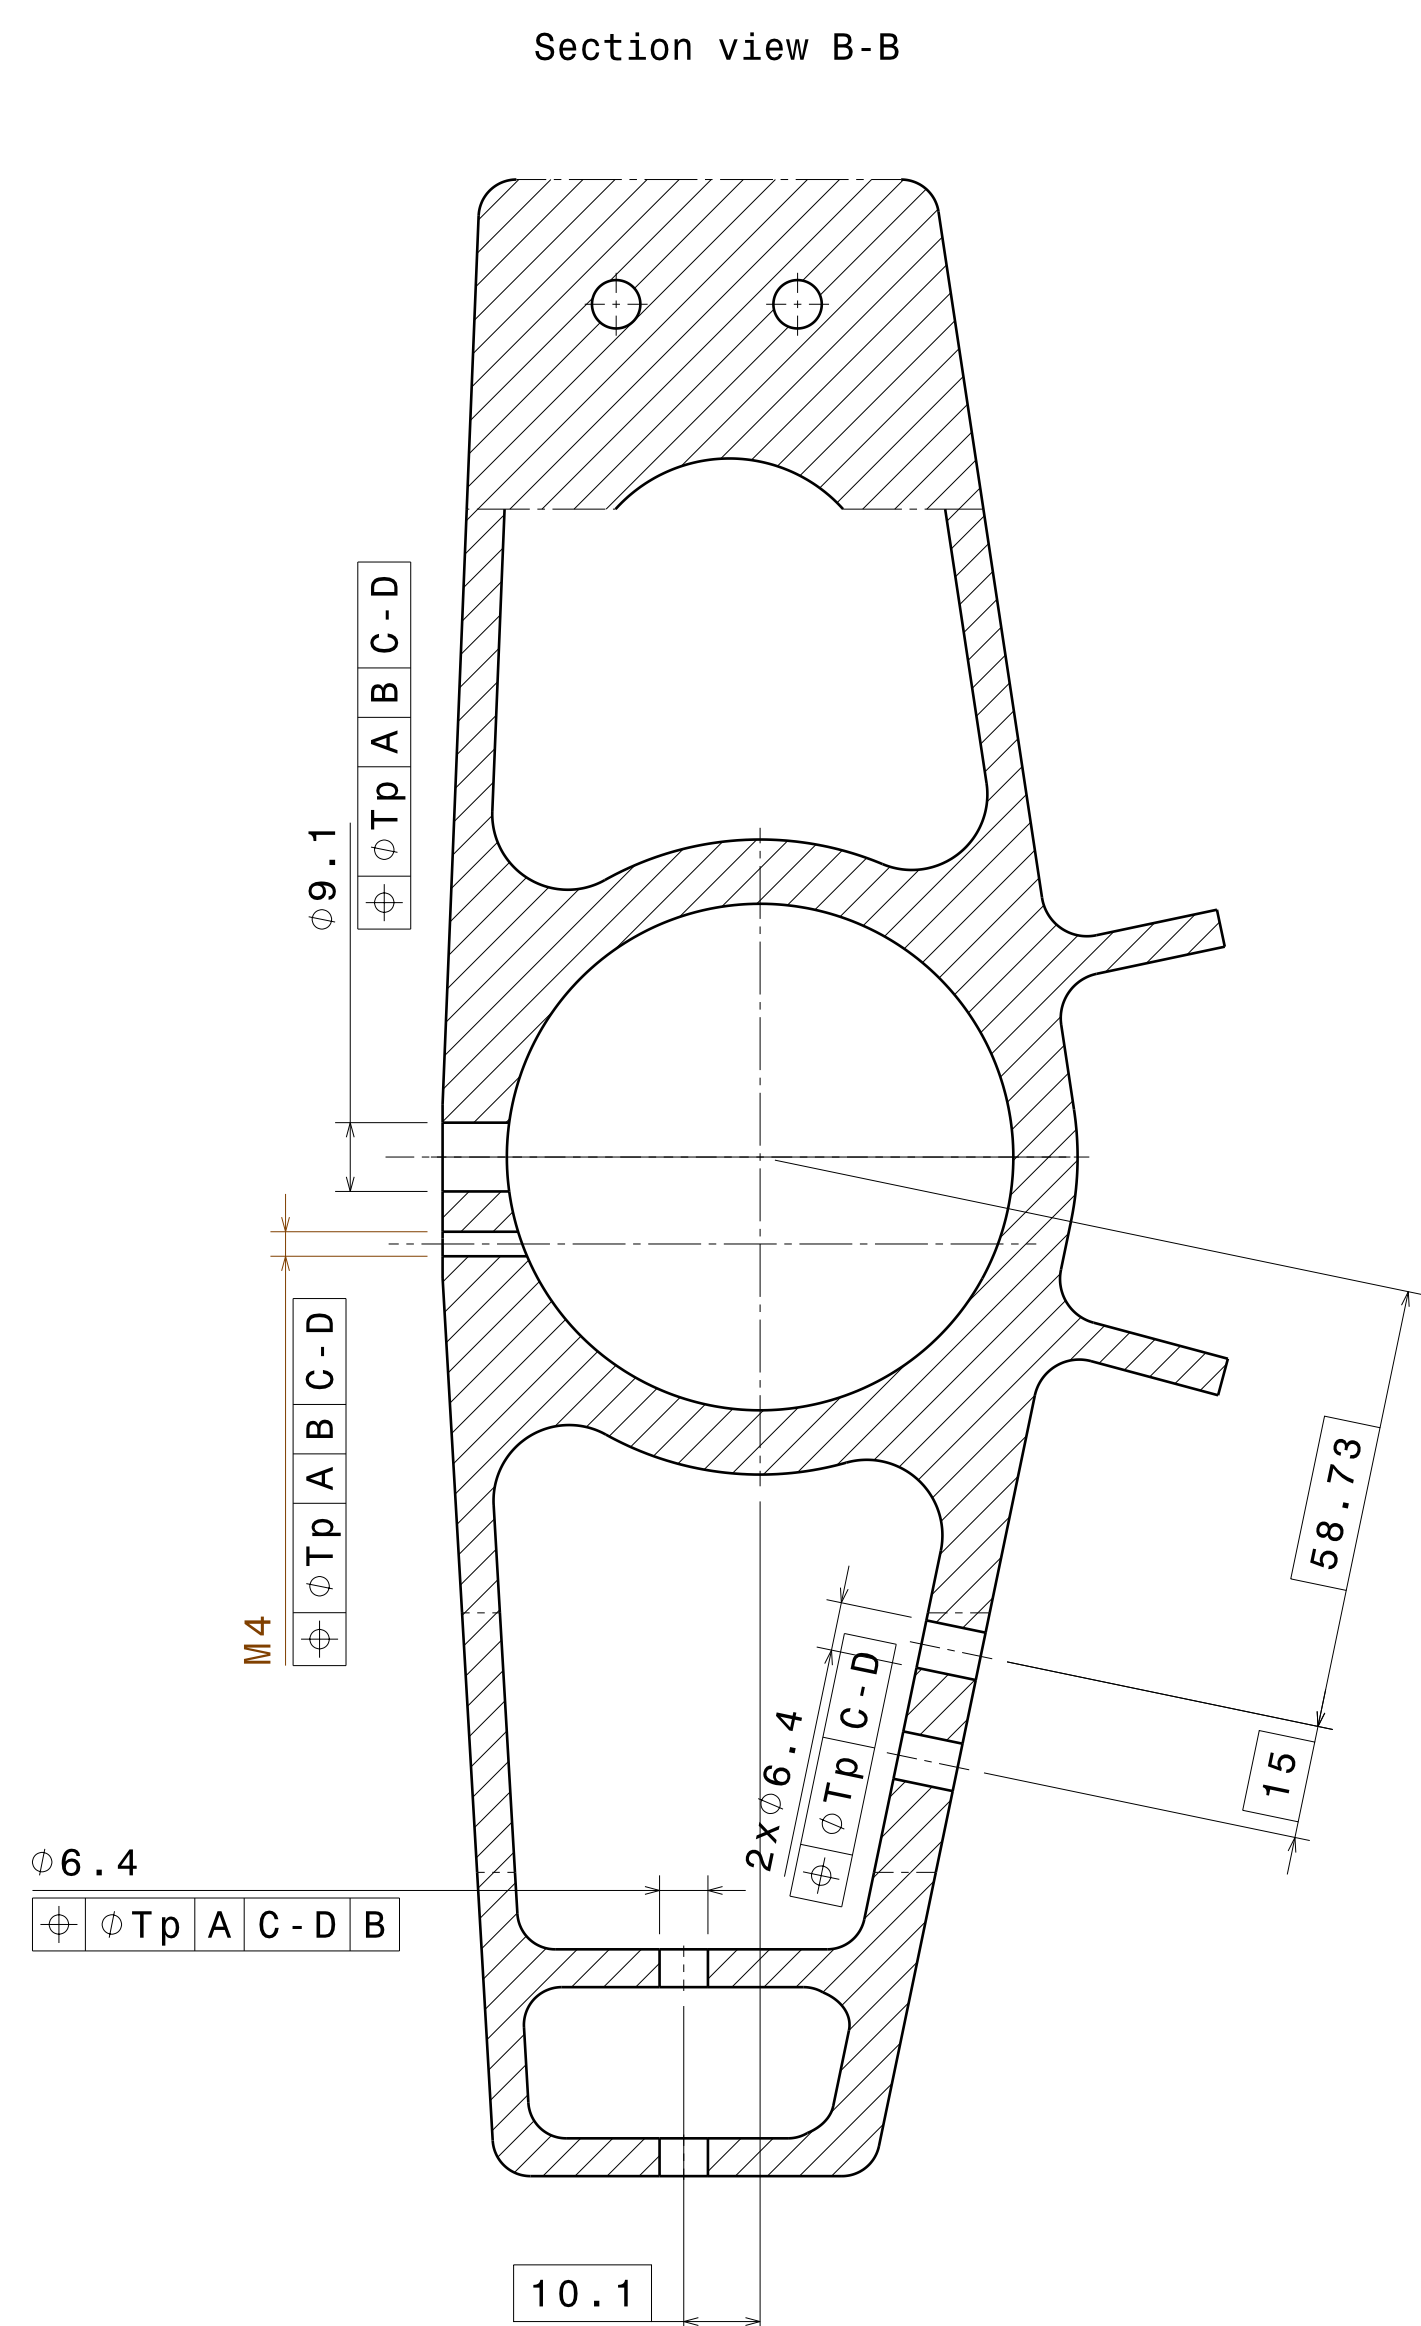 Section view B-B
⌀9.1
⌖ ⌀Tp A B C-D
M4
⌖ ⌀Tp A B C-D
58.73
15
2x⌀6.4
⌖ ⌀Tp C-D
⌀6.4
⌖ ⌀Tp A C-D B
10.1